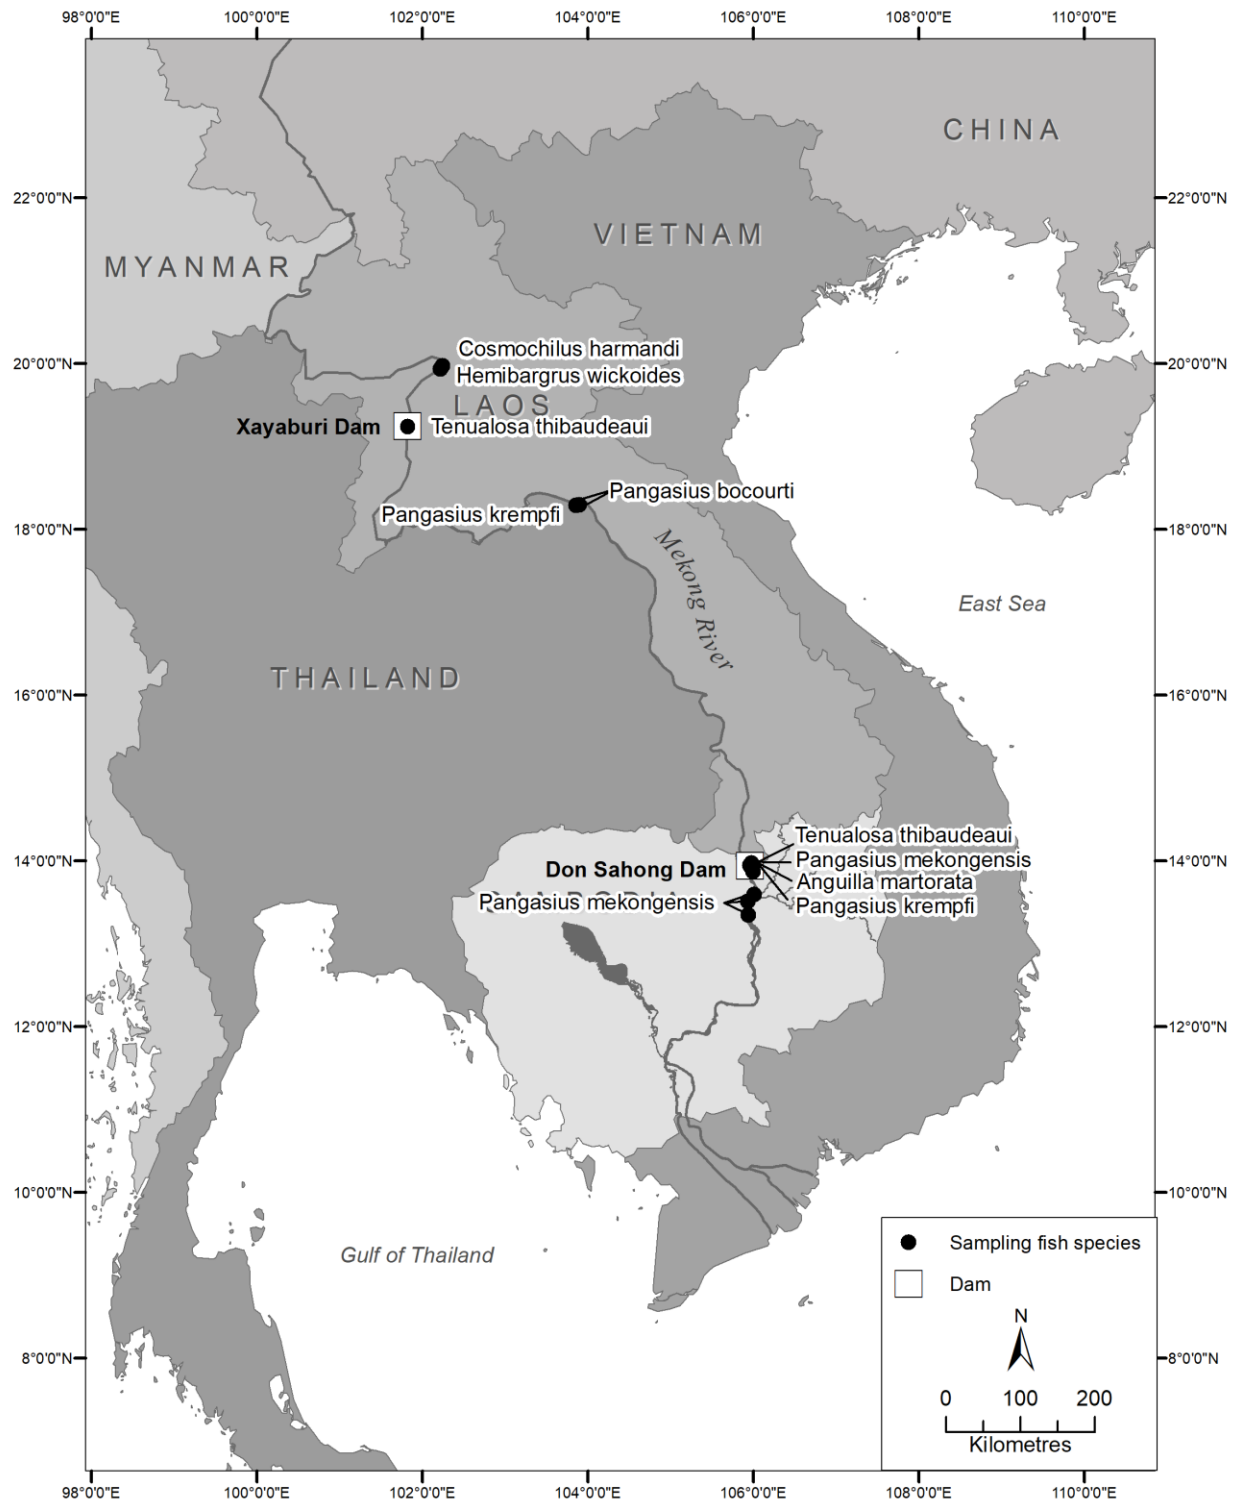 98°0'0"E 100°0'0"E 102°0'0"E 104°0'0"E 106°0'0"E 108°0'0"E 110°0'0"E
CHINA
22°0'0"N 22°0'0"N
VIETNAM
MYANMAR
20°0'0"N 20°0'0"N
Cosmochilus harmandi
Hemibargrus wickoides
LAOS
Xayaburi Dam Tenualosa thibaudeaui
Pangasius bocourti
Pangasius krempfi
18°0'0"N 18°0'0"N
Mekong River
East Sea
THAILAND
16°0'0"N 16°0'0"N
Tenualosa thibaudeaui
14°0'0"N Pangasius mekongensis 14°0'0"N
Don Sahong Dam
Anguilla martorata
Pangasius mekongensis
Pangasius krempfi
12°0'0"N 12°0'0"N
10°0'0"N 10°0'0"N
Gulf of Thailand
Sampling fish species
Dam
N
8°0'0"N 8°0'0"N
0 100 200
Kilometres
98°0'0"E 100°0'0"E 102°0'0"E 104°0'0"E 106°0'0"E 108°0'0"E 110°0'0"E